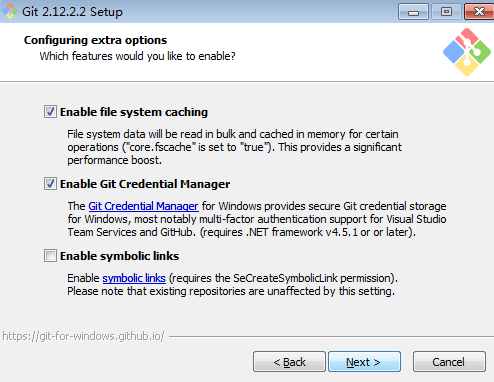 Git 2.12.2.2 Setup
Configuring extra options
Which features would you like to enable?
Enable file system caching
File system data will be read in bulk and cached in memory for certain
operations ("core.fscache" is set to "true"). This provides a significant
performance boost.
Enable Git Credential Manager
The Git Credential Manager for Windows provides secure Git credential storage
for Windows, most notably multi-factor authentication support for Visual Studio
Team Services and GitHub. (requires .NET framework v4.5.1 or or later).
Enable symbolic links
Enable symbolic links (requires the SeCreateSymbolicLink permission).
Please note that existing repositories are unaffected by this setting.
https://git-for-windows.github.io/
< Back Next > Cancel